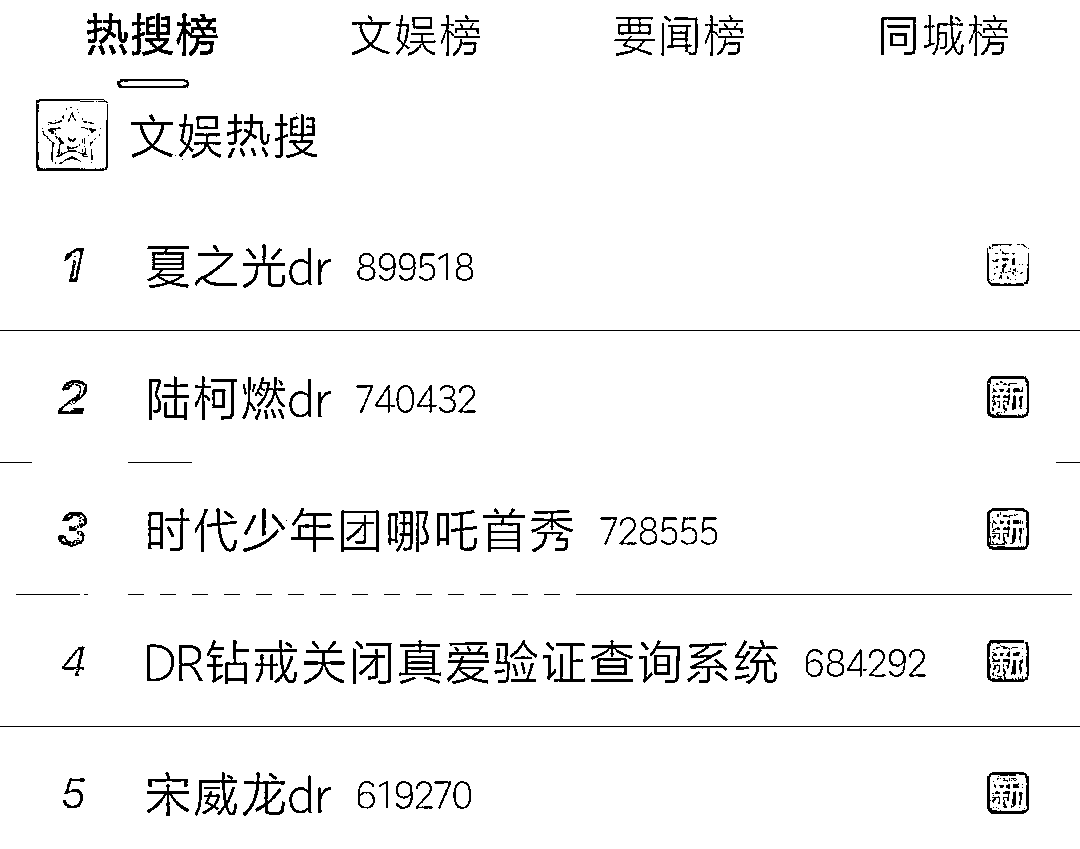 热搜榜 文娱榜 要闻榜 同城榜
文娱热搜
1 夏之光dr 899518 热
2 陆柯燃dr 740432 新
3 时代少年团哪吒首秀 728555 新
4 DR钻戒关闭真爱验证查询系统 684292 新
5 宋威龙dr 619270 新